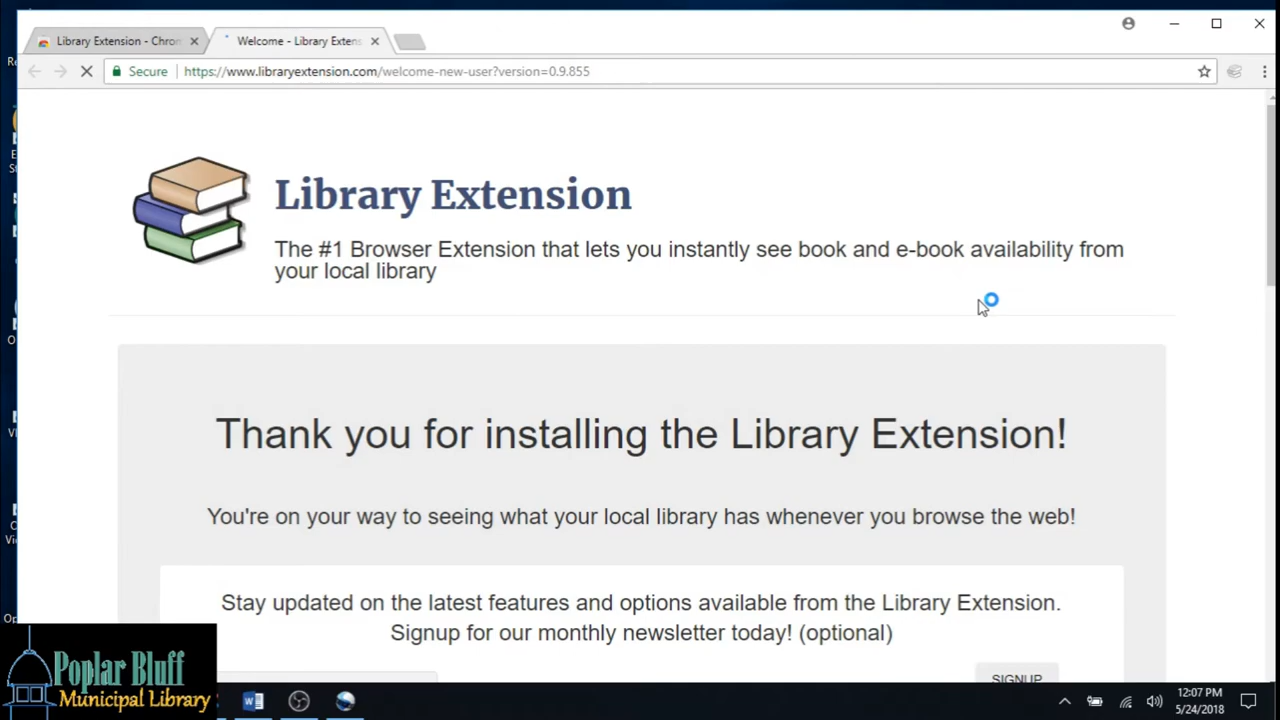 Library Extension - Chrom
Welcome - Library Extens
Secure
https://www.libraryextension.com/welcome-new-user?version=0.9.855
Library Extension
The #1 Browser Extension that lets you instantly see book and e-book availability from
your local library
Thank you for installing the Library Extension!
You're on your way to seeing what your local library has whenever you browse the web!
Stay updated on the latest features and options available from the Library Extension.
Signup for our monthly newsletter today! (optional)
SIGNUP
Poplar Bluff
Municipal Library
12:07 PM
5/24/2018